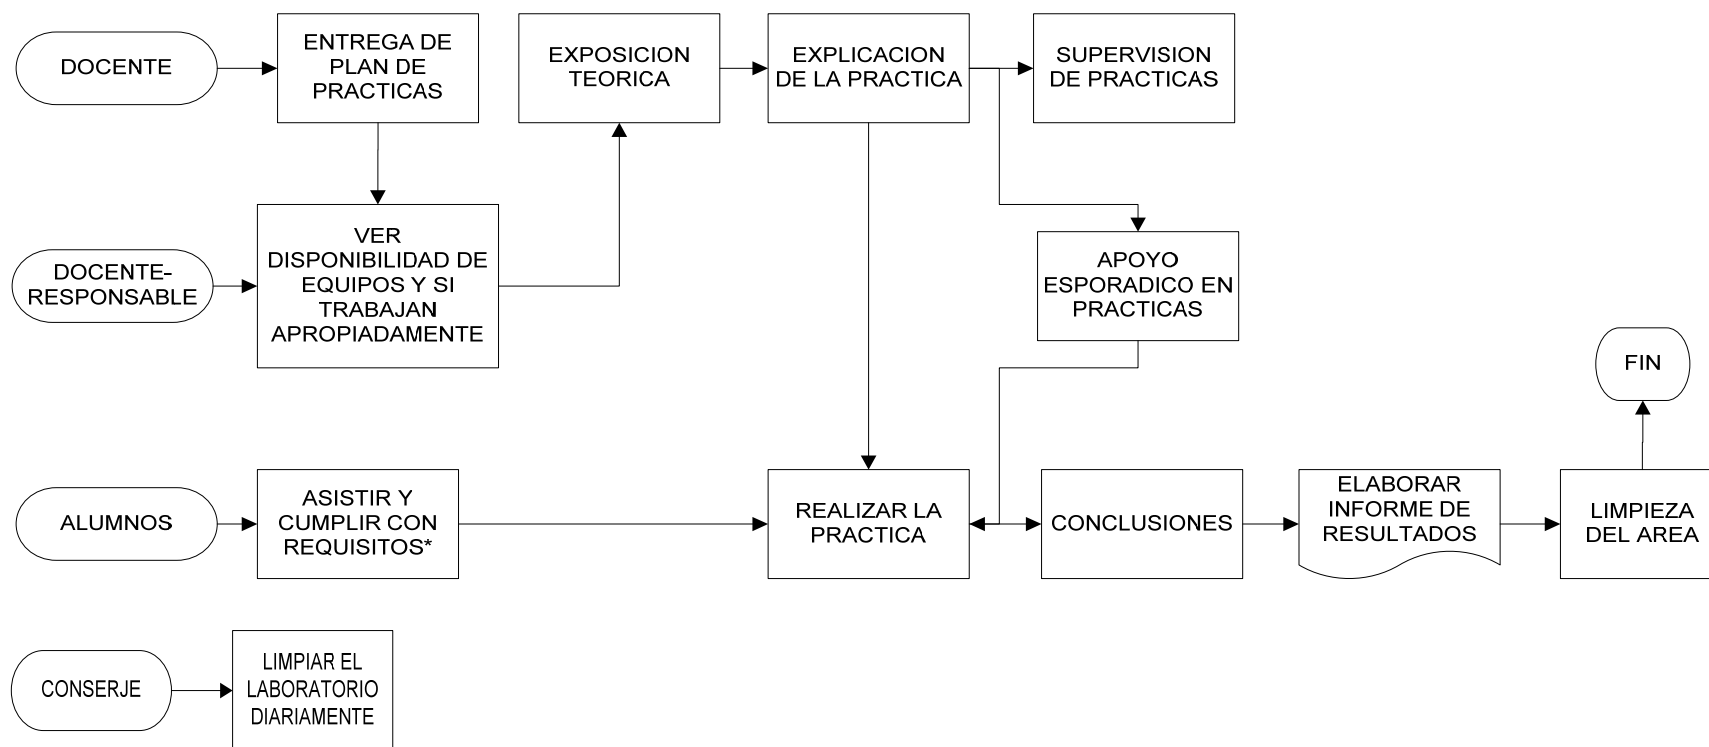 DOCENTE
ENTREGA DE
PLAN DE
PRACTICAS
EXPOSICION
TEORICA
EXPLICACION
DE LA PRACTICA
SUPERVISION
DE PRACTICAS
DOCENTE-
RESPONSABLE
VER
DISPONIBILIDAD DE
EQUIPOS Y SI
TRABAJAN
APROPIADAMENTE
APOYO
ESPORADICO EN
PRACTICAS
FIN
ALUMNOS
ASISTIR Y
CUMPLIR CON
REQUISITOS*
REALIZAR LA
PRACTICA
CONCLUSIONES
ELABORAR
INFORME DE
RESULTADOS
LIMPIEZA
DEL AREA
CONSERJE
LIMPIAR EL
LABORATORIO
DIARIAMENTE